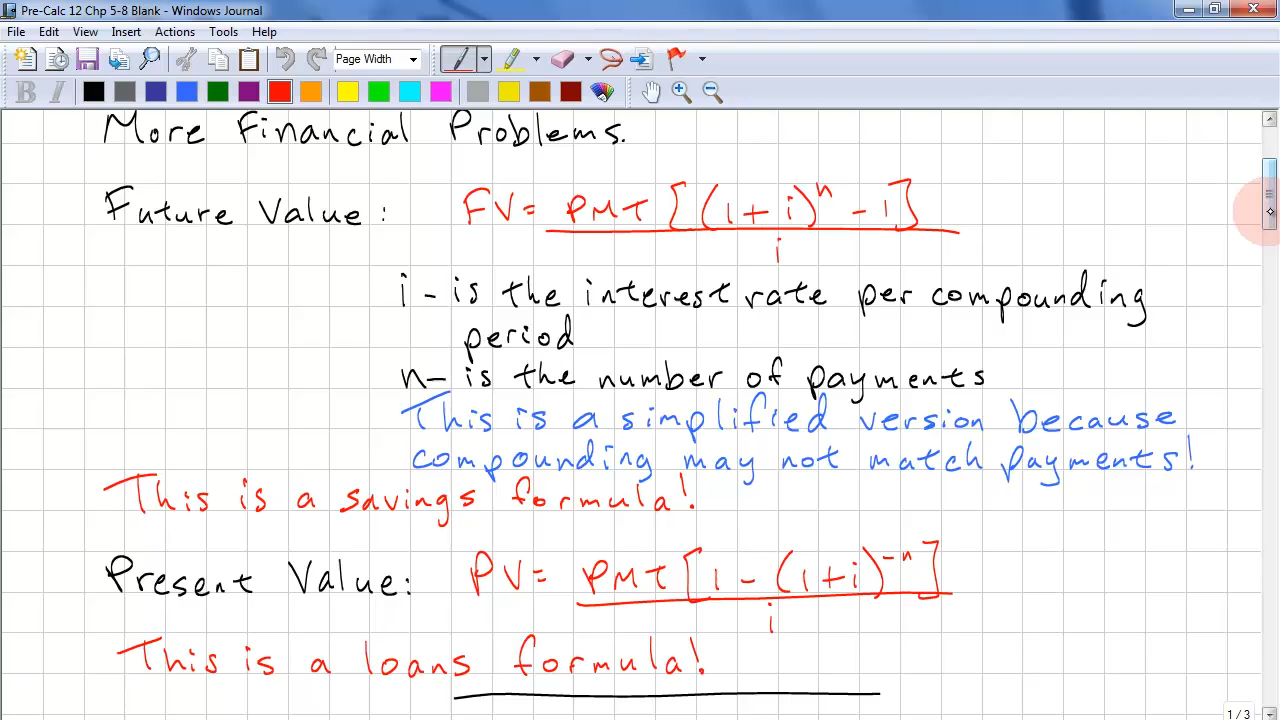 Pre-Calc 12 Chp 5-8 Blank - Windows Journal
File Edit View Insert Actions Tools Help
Page Width
B I
More Financial Problems.
Future Value: FV = PMT [(1+i)^n - 1]
i
i - is the interest rate per compounding
period
n - is the number of payments
This is a simplified version because
compounding may not match payments!
This is a savings formula!
Present Value: PV = PMT [1 - (1+i)^-n]
i
This is a loans formula!
1/3